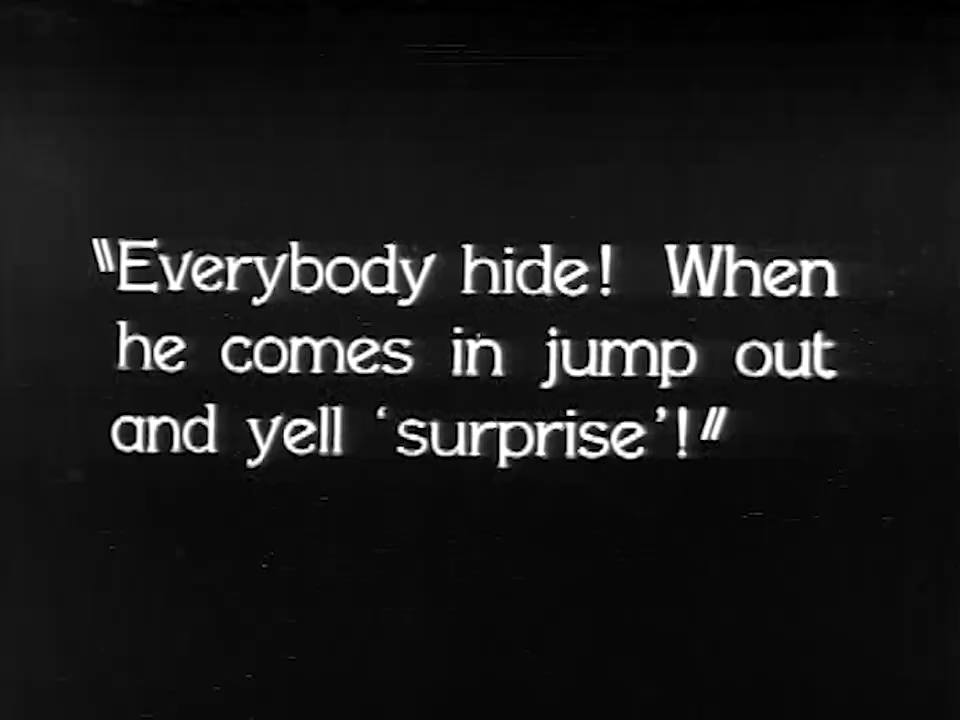 "Everybody hide! When
he comes in jump out
and yell 'surprise'!"